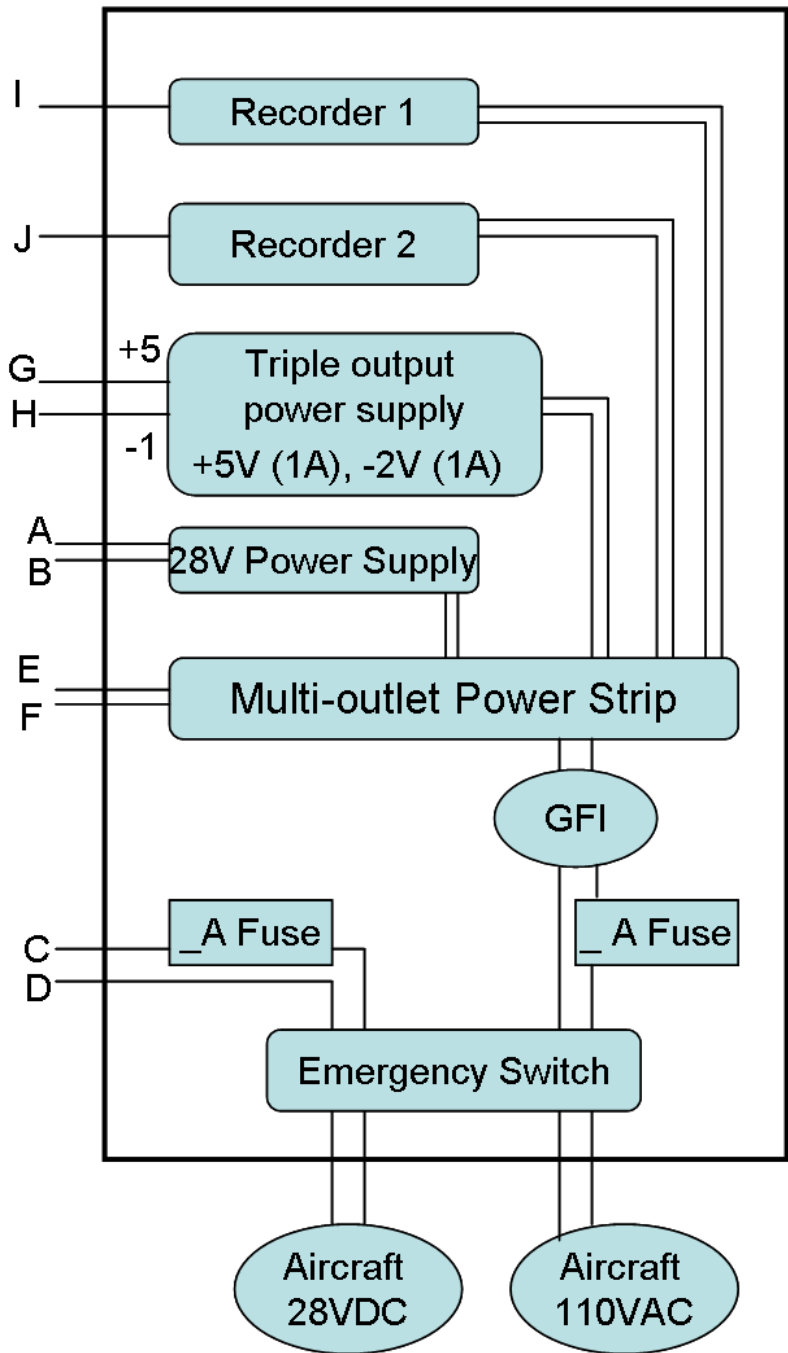 I
Recorder 1
J
Recorder 2
+5
G
H
-1
Triple output
power supply
+5V (1A), -2V (1A)
A
B
28V Power Supply
E
F
Multi-outlet Power Strip
GFI
_A Fuse
_ A Fuse
C
D
Emergency Switch
Aircraft
28VDC
Aircraft
110VAC